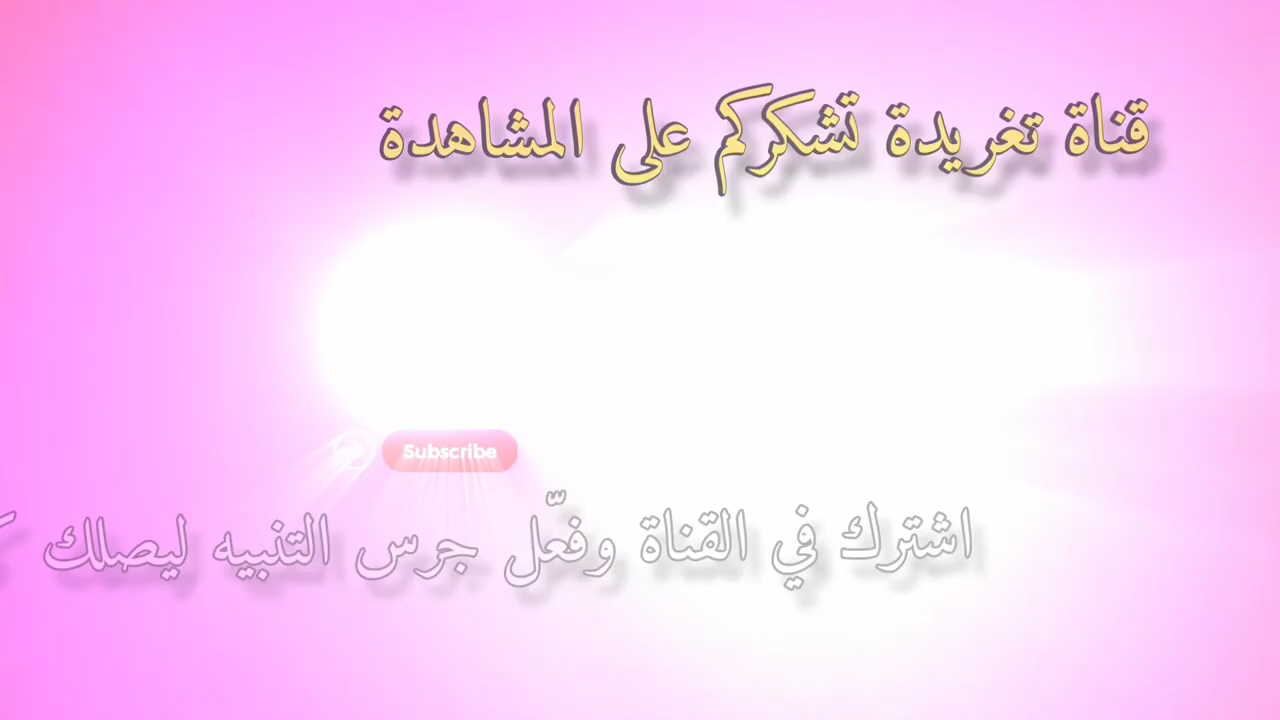 قناة تغريدة تشكركم على المشاهدة
Subscribe
اشترك في القناة وفعّل جرس التنبيه ليصلك